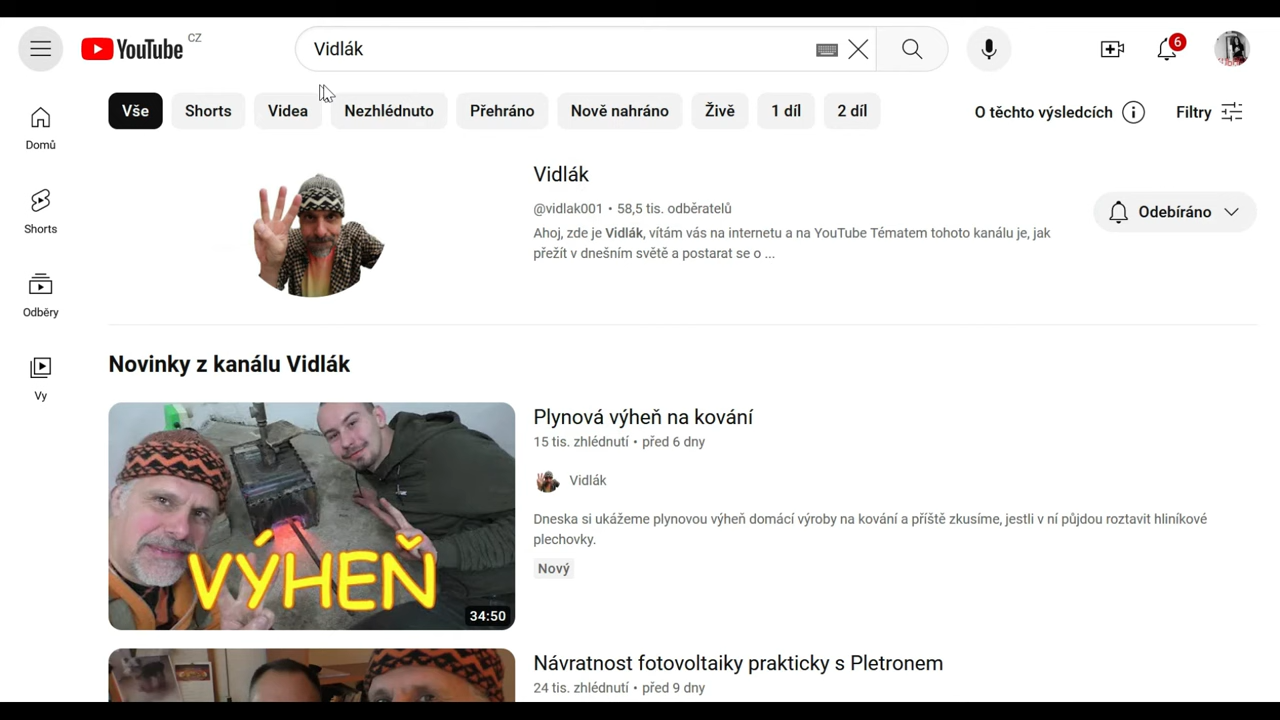 YouTube CZ
Vidlák
6
Vše
Shorts
Videa
Nezhlédnuto
Přehráno
Nově nahráno
Živě
1 díl
2 díl
O těchto výsledcích
Filtry
Domů
Shorts
Odběry
Vy
Vidlák
@vidlak001 • 58,5 tis. odběratelů
Ahoj, zde je Vidlák, vítám vás na internetu a na YouTube Tématem tohoto kanálu je, jak
přežít v dnešním světě a postarat se o ...
Odebíráno
Novinky z kanálu Vidlák
VÝHEŇ
34:50
Plynová výheň na kování
15 tis. zhlédnutí • před 6 dny
Vidlák
Dneska si ukážeme plynovou výheň domácí výroby na kování a příště zkusíme, jestli v ní půjdou roztavit hliníkové
plechovky.
Nový
Návratnost fotovoltaiky prakticky s Pletronem
24 tis. zhlédnutí • před 9 dny